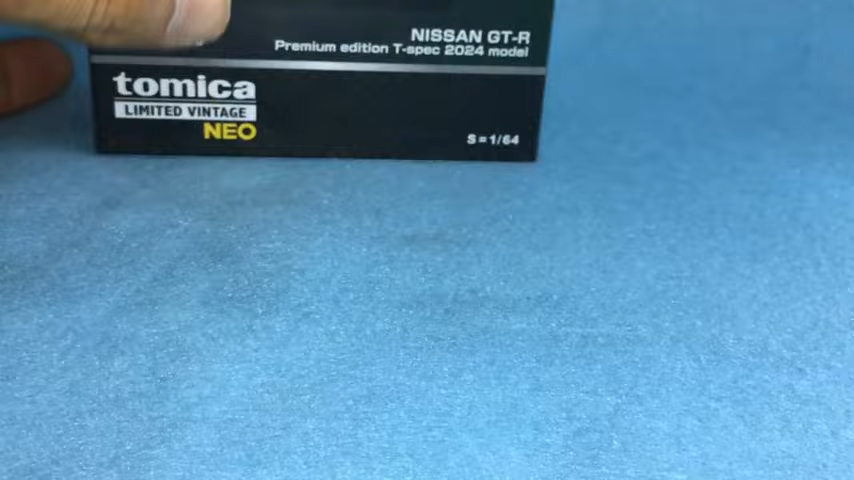 NISSAN GT-R
Premium edition T-spec 2024 model
tomica
LIMITED VINTAGE
NEO
S=1/64